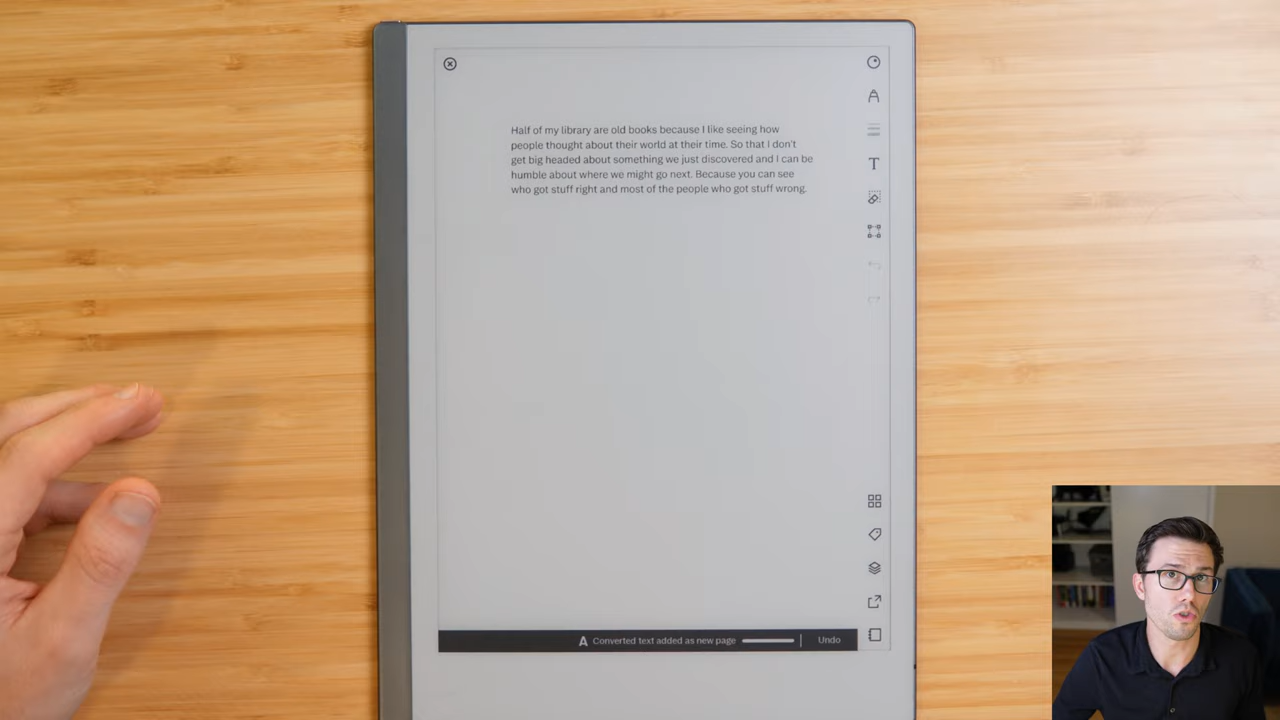 Half of my library are old books because I like seeing how
people thought about their world at their time. So that I don't
get big headed about something we just discovered and I can be
humble about where we might go next. Because you can see
who got stuff right and most of the people who got stuff wrong.
T
Converted text added as new page
Undo